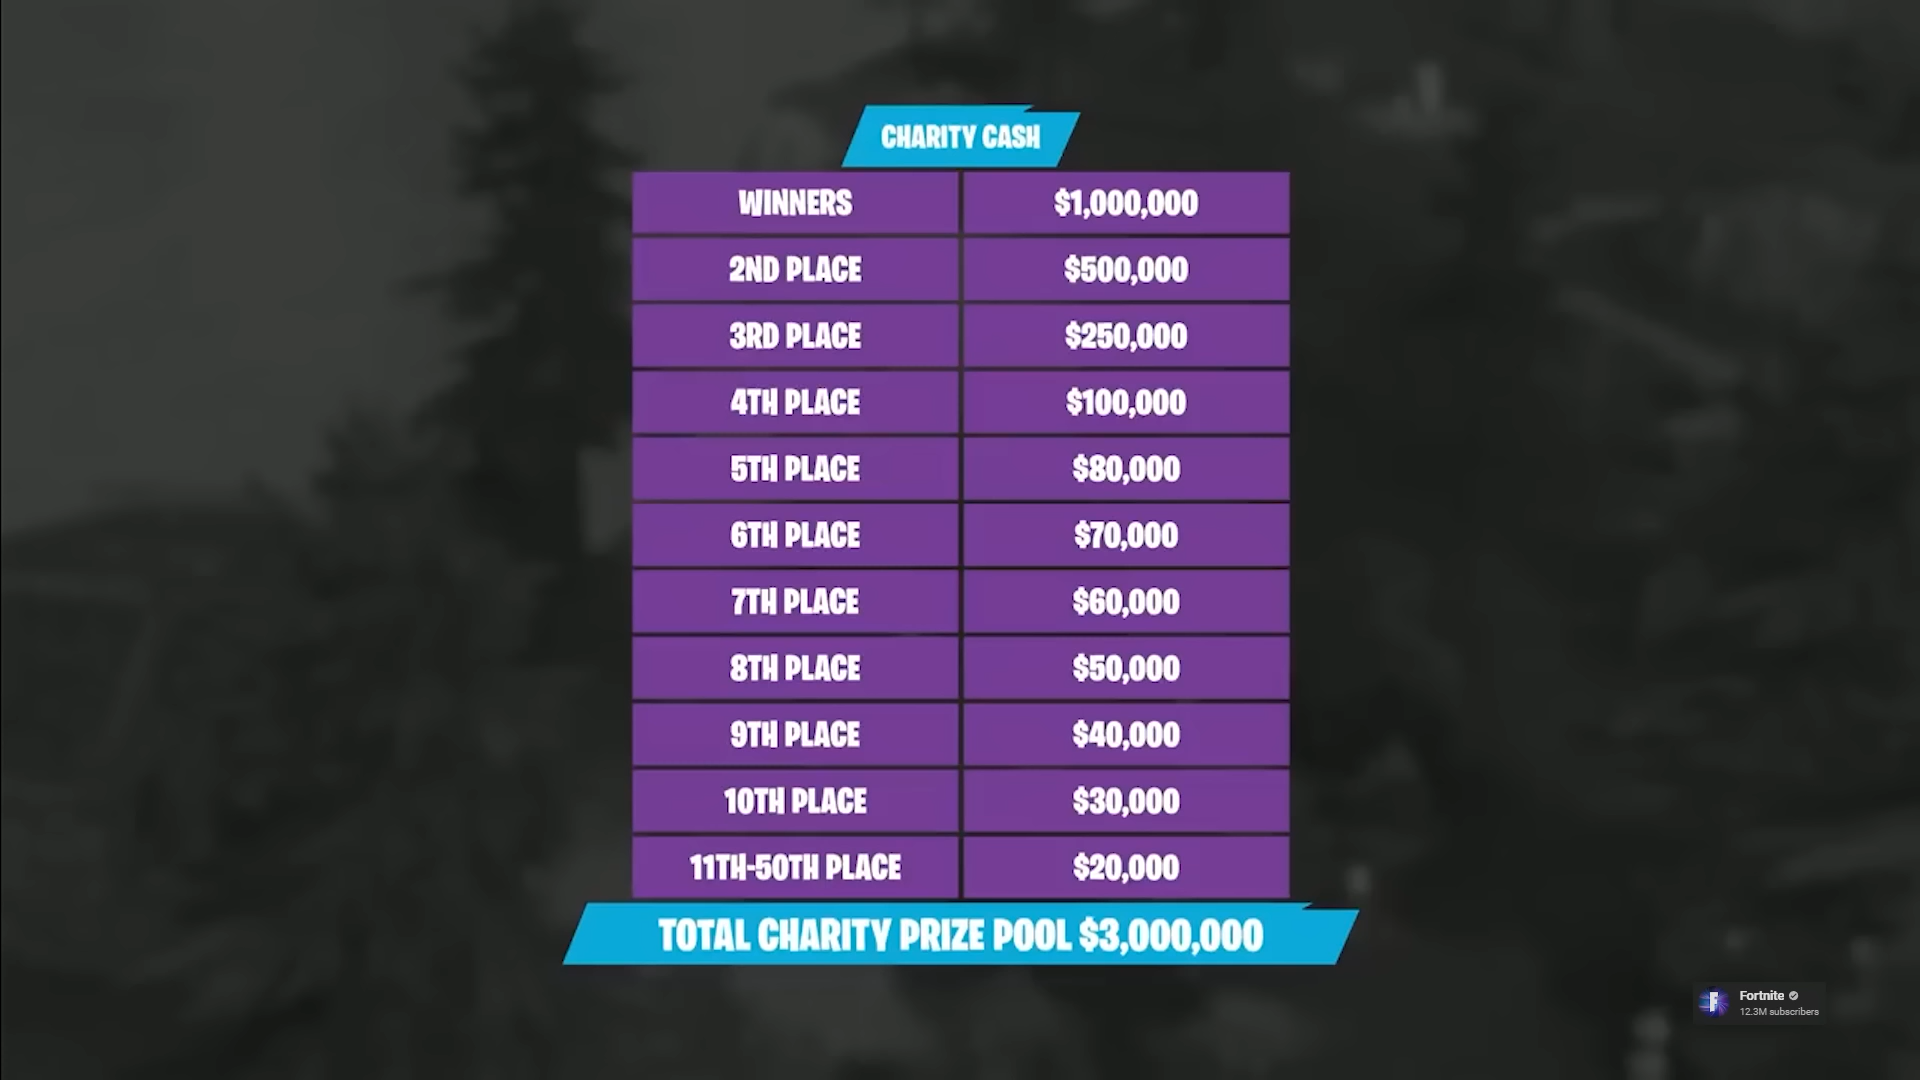 CHARITY CASH
WINNERS $1,000,000
2ND PLACE $500,000
3RD PLACE $250,000
4TH PLACE $100,000
5TH PLACE $80,000
6TH PLACE $70,000
7TH PLACE $60,000
8TH PLACE $50,000
9TH PLACE $40,000
10TH PLACE $30,000
11TH-50TH PLACE $20,000
TOTAL CHARITY PRIZE POOL $3,000,000
Fortnite
12.3M subscribers